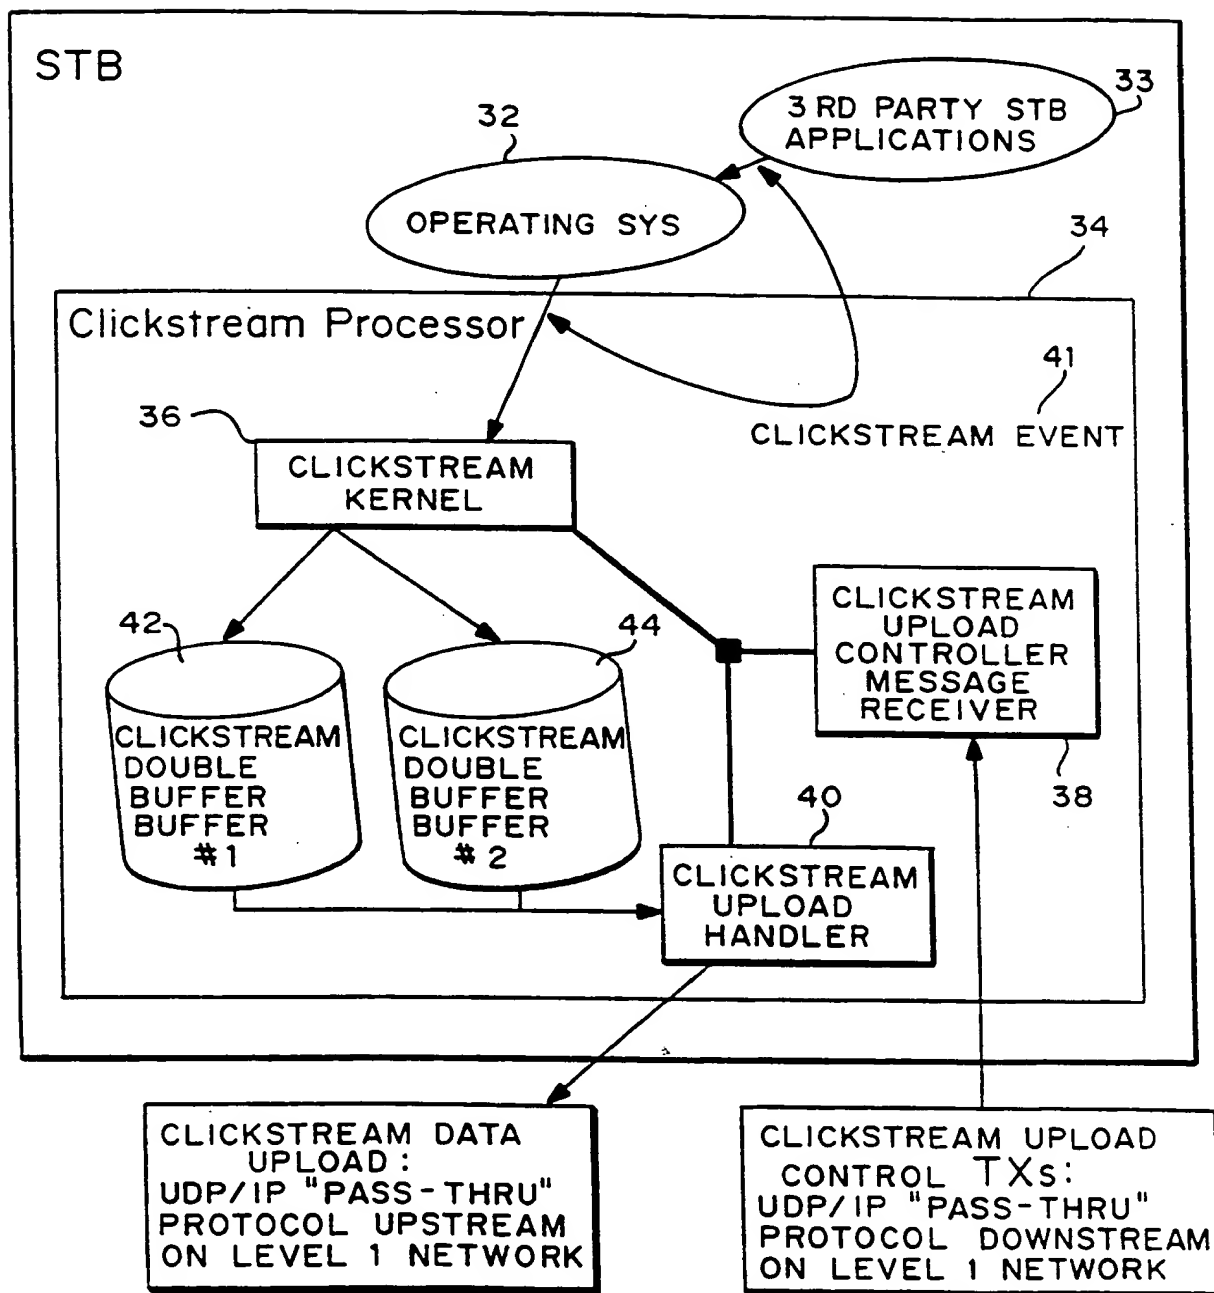 STB
33
3RD PARTY STB
APPLICATIONS
32
OPERATING SYS
34
Clickstream Processor
41
CLICKSTREAM EVENT
36
CLICKSTREAM
KERNEL
42
44
CLICKSTREAM
UPLOAD
CONTROLLER
MESSAGE
RECEIVER
38
CLICKSTREAM
DOUBLE
BUFFER
BUFFER
#1
CLICKSTREAM
DOUBLE
BUFFER
BUFFER
#2
40
CLICKSTREAM
UPLOAD
HANDLER
CLICKSTREAM DATA
UPLOAD:
UDP/IP "PASS-THRU"
PROTOCOL UPSTREAM
ON LEVEL 1 NETWORK
CLICKSTREAM UPLOAD
CONTROL TXs:
UDP/IP "PASS-THRU"
PROTOCOL DOWNSTREAM
ON LEVEL 1 NETWORK